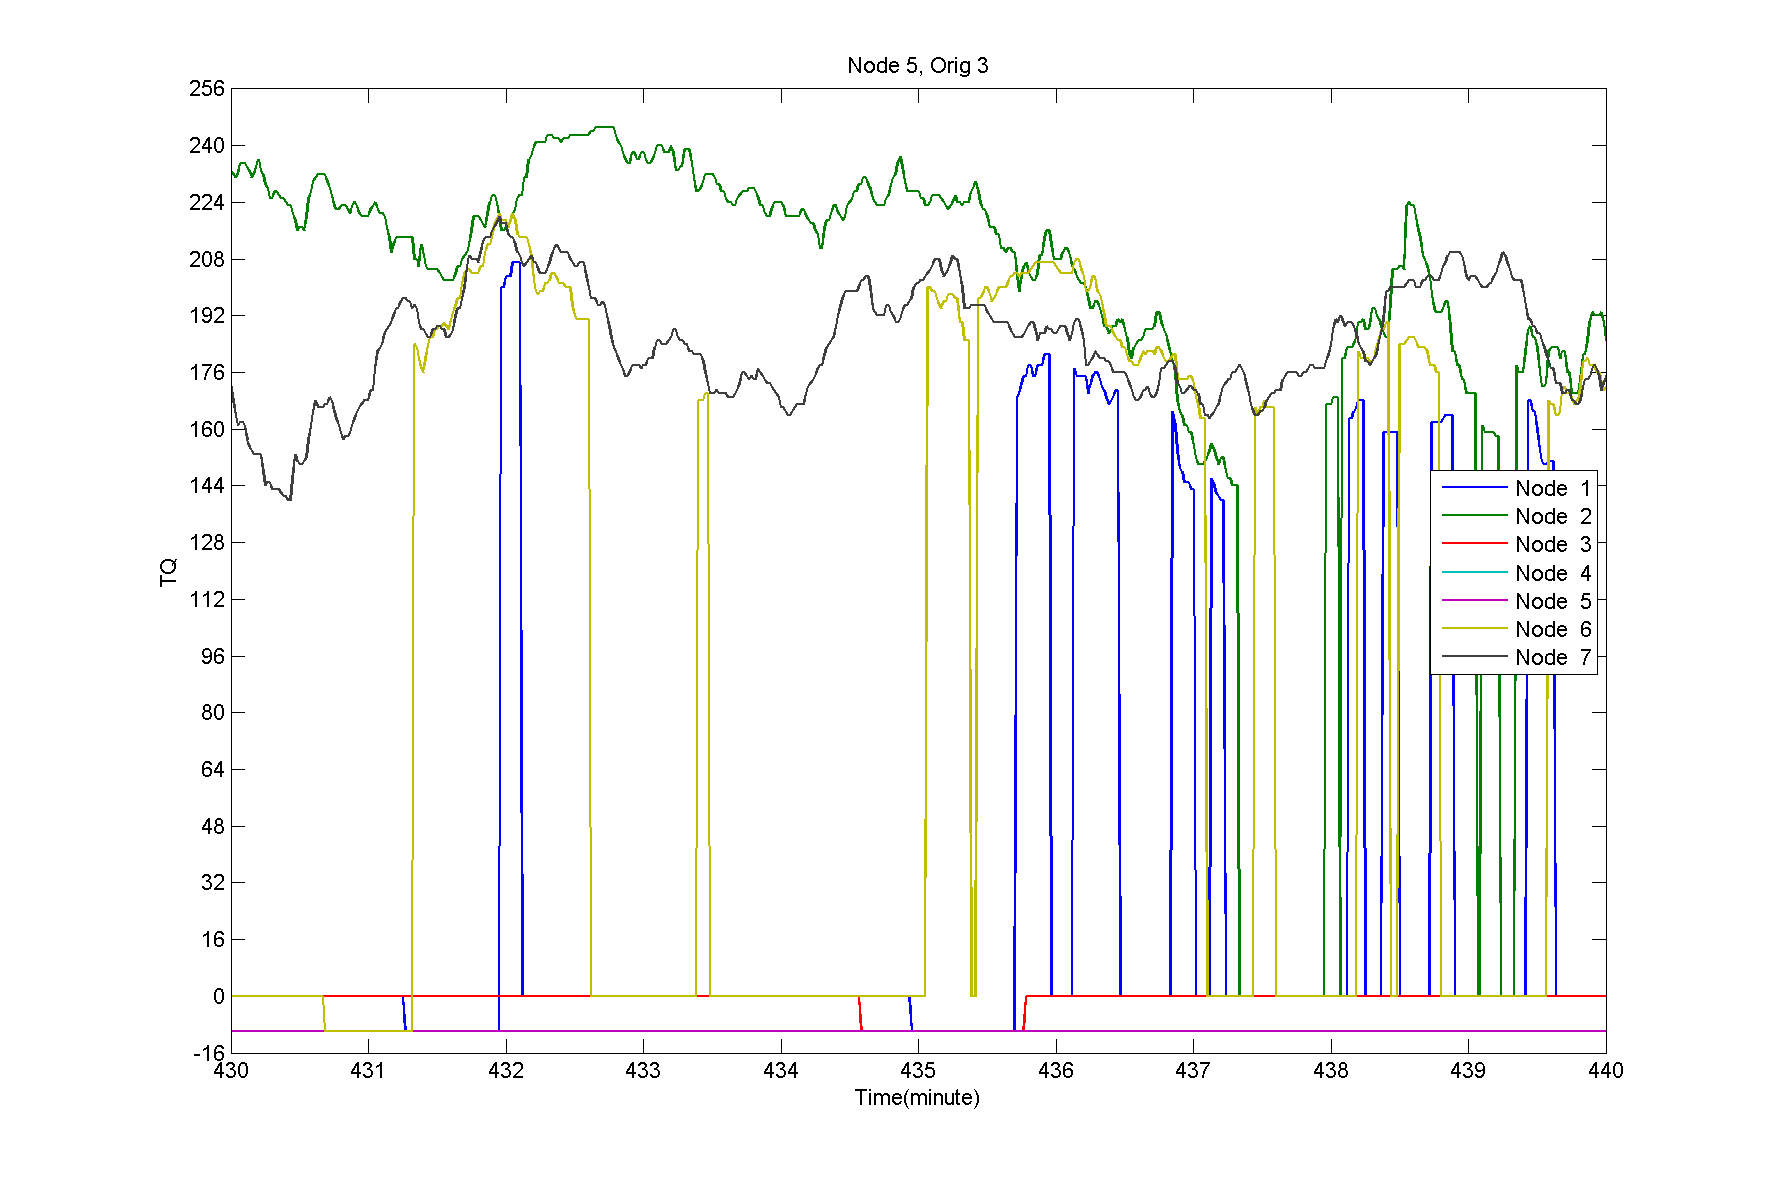 Node 5, Orig 3
256
240
224
208
192
176
160
144
128
112
96
80
64
48
32
16
0
-16
TQ
Node 1
Node 2
Node 3
Node 4
Node 5
Node 6
Node 7
430 431 432 433 434 435 436 437 438 439 440
Time(minute)